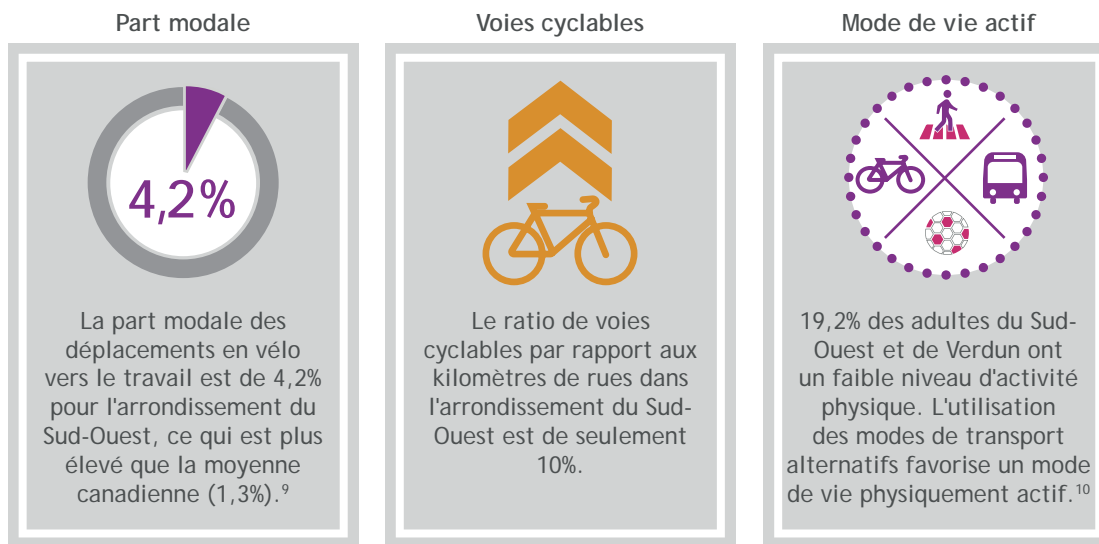 Part modale
4,2%
La part modale des
déplacements en vélo
vers le travail est de 4,2%
pour l'arrondissement du
Sud-Ouest, ce qui est plus
élevé que la moyenne
canadienne (1,3%).⁹
Voies cyclables
Le ratio de voies
cyclables par rapport aux
kilomètres de rues dans
l'arrondissement du Sud-
Ouest est de seulement
10%.
Mode de vie actif
19,2% des adultes du Sud-
Ouest et de Verdun ont
un faible niveau d'activité
physique. L'utilisation
des modes de transport
alternatifs favorise un mode
de vie physiquement actif.¹⁰